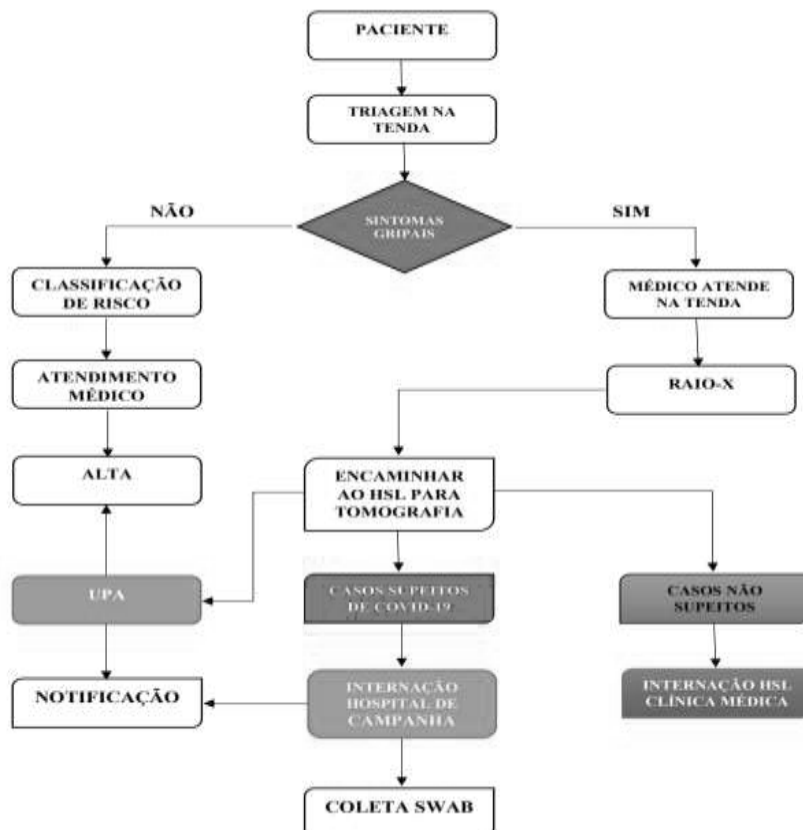 PACIENTE
TRIAGEM NA
TENDA
NÃO
SINTOMAS
GRIPAIS
SIM
CLASSIFICAÇÃO
DE RISCO
MÉDICO ATENDE
NA TENDA
ATENDIMENTO
MÉDICO
RAIO-X
ALTA
ENCAMINHAR
AO HSL PARA
TOMOGRAFIA
UPA
CASOS SUPEITOS
DE COVID-19
CASOS NÃO
SUPEITOS
NOTIFICAÇÃO
INTERNAÇÃO
HOSPITAL DE
CAMPANHA
INTERNAÇÃO HSL
CLÍNICA MÉDICA
COLETA SWAB